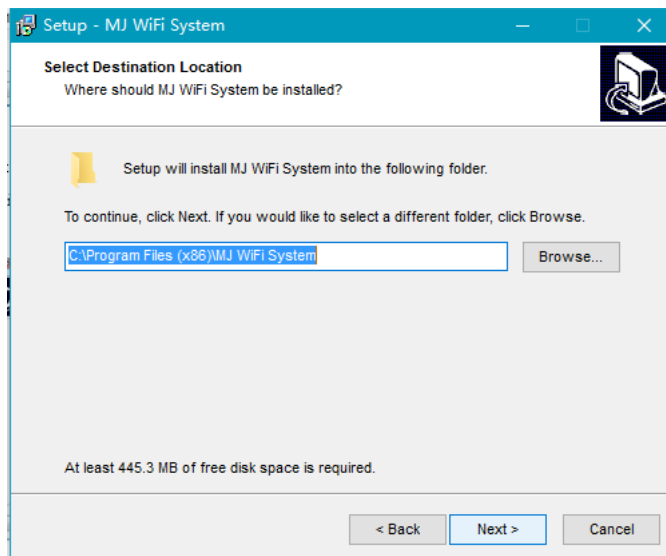 Setup - MJ WiFi System
Select Destination Location
Where should MJ WiFi System be installed?
Setup will install MJ WiFi System into the following folder.
To continue, click Next. If you would like to select a different folder, click Browse.
C:\Program Files (x86)\MJ WiFi System
Browse...
At least 445.3 MB of free disk space is required.
< Back
Next >
Cancel